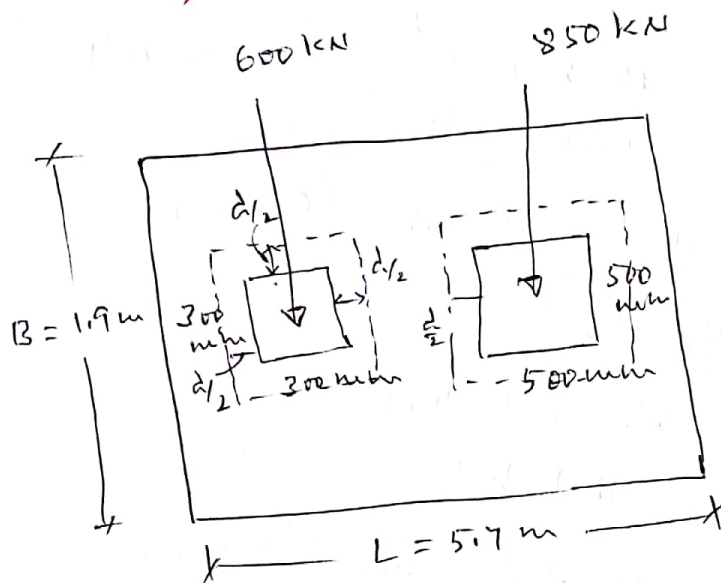 600 kN
850 kN
d/2
d/2
B = 1.9 m
300
mm
d/2
500
mm
d/2
300 mm
500 mm
L = 5.7 m